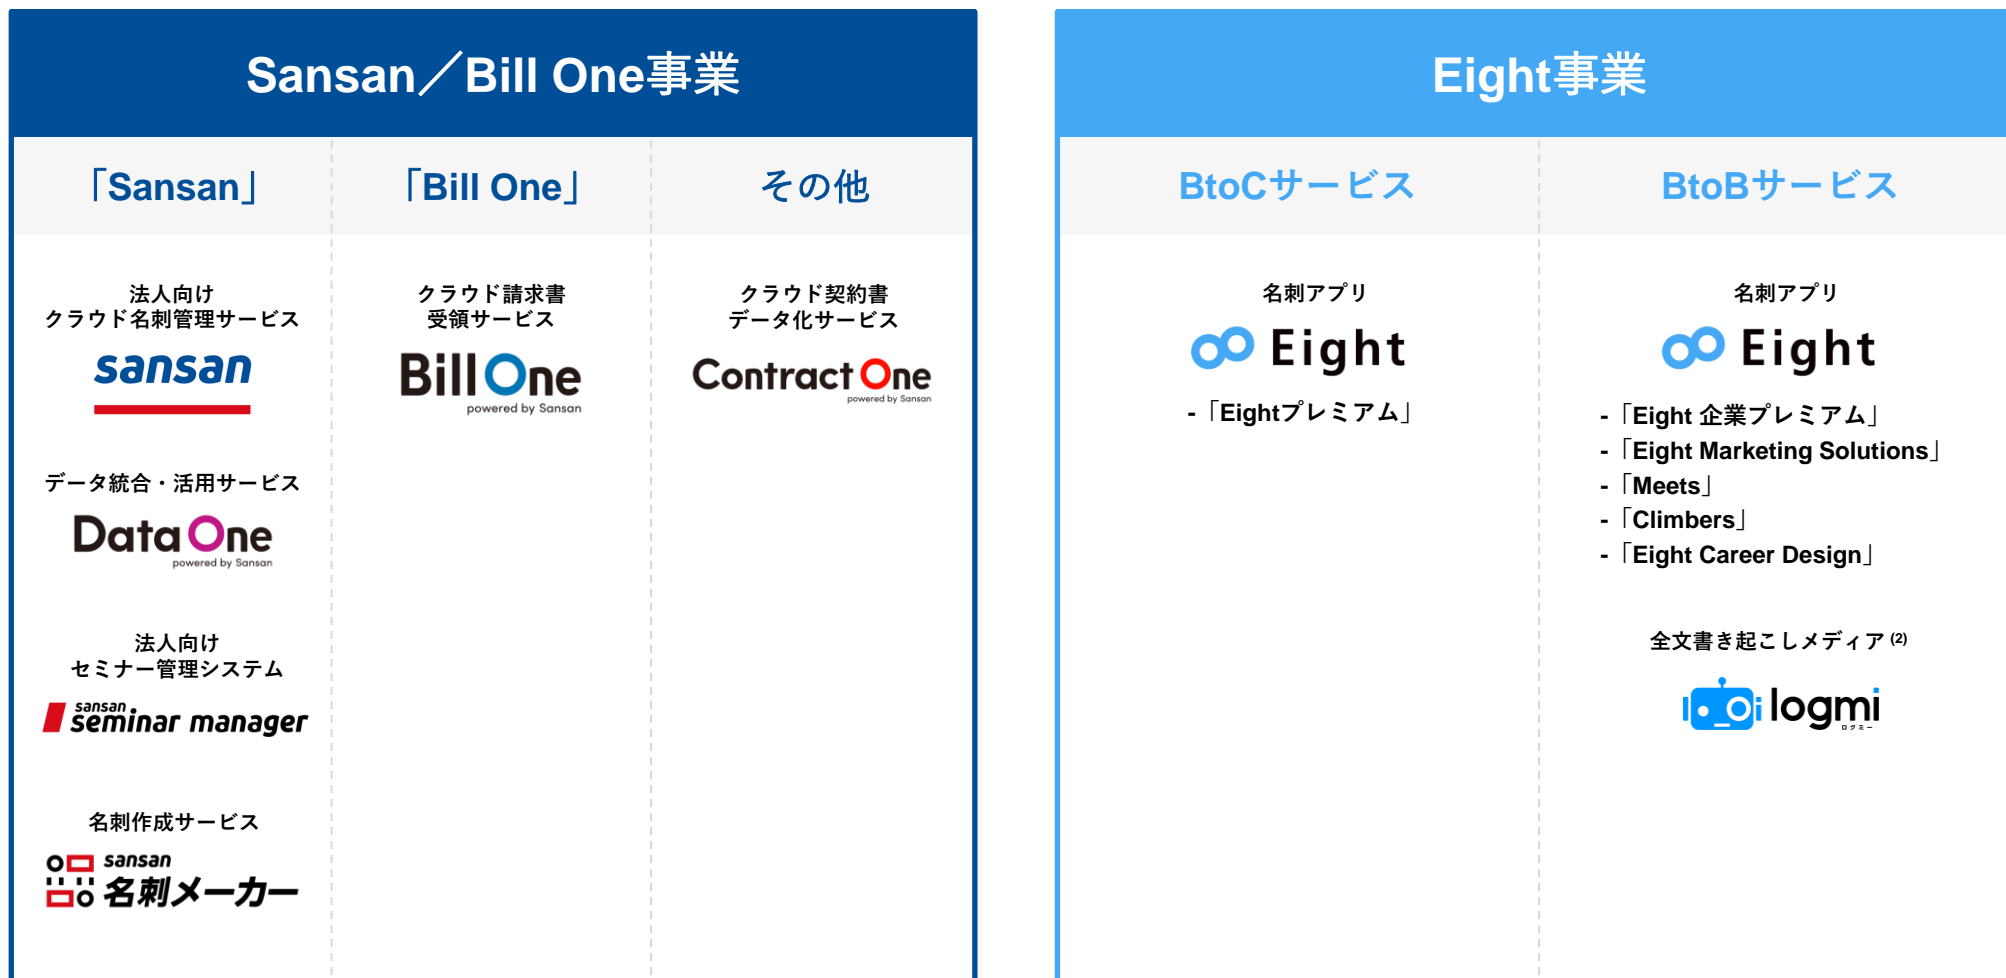 Sansan／Bill One事業
「Sansan」
「Bill One」
その他
法人向け
クラウド名刺管理サービス
sansan
データ統合・活用サービス
Data One
powered by Sansan
法人向け
セミナー管理システム
sansan
seminar manager
名刺作成サービス
sansan
名刺メーカー
クラウド請求書
受領サービス
Bill One
powered by Sansan
クラウド契約書
データ化サービス
Contract One
powered by Sansan
Eight事業
BtoCサービス
BtoBサービス
名刺アプリ
Eight
-「Eightプレミアム」
名刺アプリ
Eight
-「Eight 企業プレミアム」
-「Eight Marketing Solutions」
-「Meets」
-「Climbers」
-「Eight Career Design」
全文書き起こしメディア (2)
logmi
ログミー